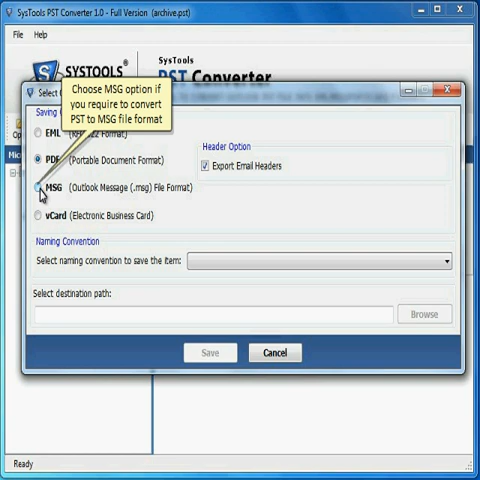 SysTools PST Converter 1.0 - Full Version (archive.pst)
File Help
SYSTOOLS®
SysTools
PST Converter
Select
Choose MSG option if
you require to convert
PST to MSG file format
Saving
EML
Format)
PDF (Portable Document Format)
Header Option
Export Email Headers
MSG (Outlook Message (.msg) File Format)
vCard (Electronic Business Card)
Naming Convention
Select naming convention to save the item:
Select destination path:
Browse
Save
Cancel
Ready